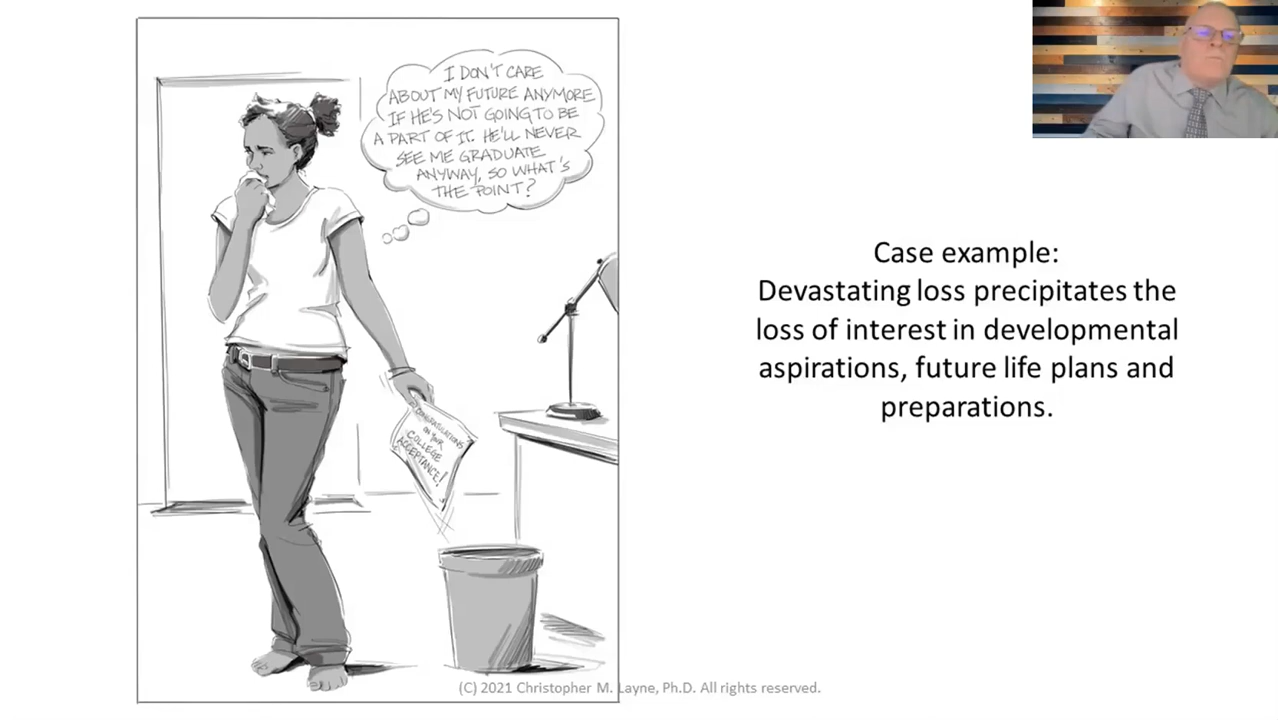 I DON'T CARE
ABOUT MY FUTURE ANYMORE
IF HE'S NOT GOING TO BE
A PART OF IT. HE'LL NEVER
SEE ME GRADUATE
ANYWAY, SO WHAT'S
THE POINT?
CONGRATULATIONS
ON YOUR
COLLEGE
ACCEPTANCE!
Case example:
Devastating loss precipitates the
loss of interest in developmental
aspirations, future life plans and
preparations.
(C) 2021 Christopher M. Layne, Ph.D. All rights reserved.